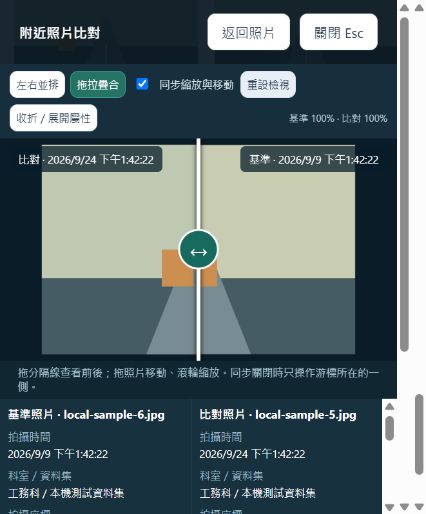 附近照片比對
返回照片
關閉 Esc
左右並排
拖拉疊合
同步縮放與移動
重設檢視
收折 / 展開屬性
基準 100% · 比對 100%
比對 · 2026/9/24 下午1:42:22
基準 · 2026/9/9 下午1:42:22
拖分隔線查看前後；拖照片移動、滾輪縮放。同步關閉時只操作游標所在的一
側。
基準照片 · local-sample-6.jpg
拍攝時間
2026/9/9 下午1:42:22
科室 / 資料集
工務科 / 本機測試資料集
比對照片 · local-sample-5.jpg
拍攝時間
2026/9/24 下午1:42:22
科室 / 資料集
工務科 / 本機測試資料集